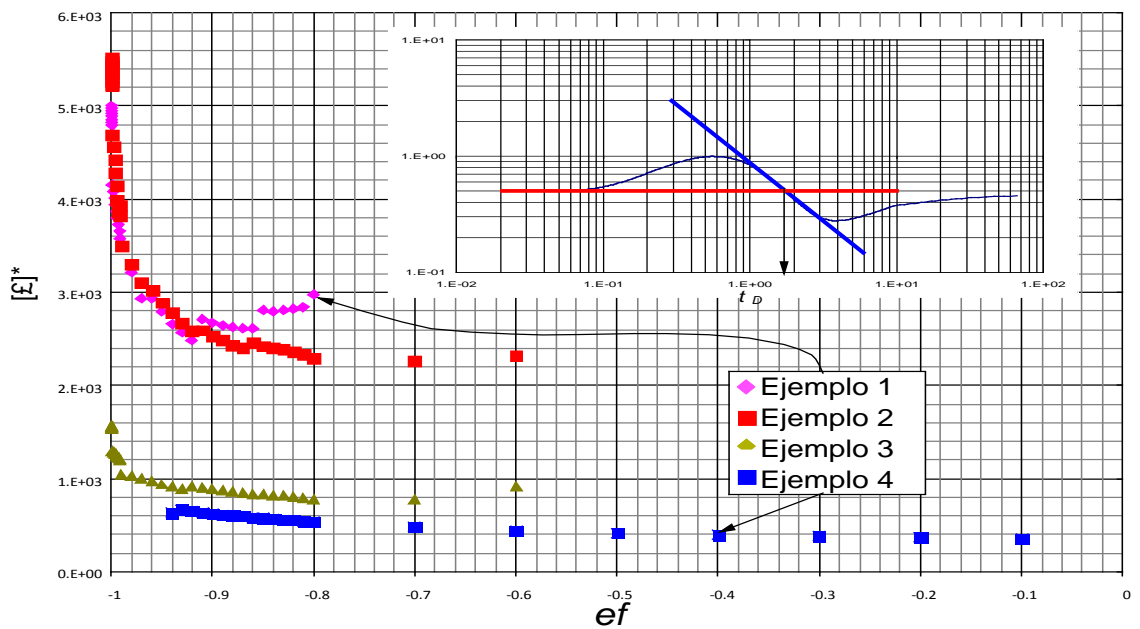 6.E+03
5.E+03
4.E+03
3.E+03
2.E+03
1.E+03
0.E+00
[£]*
-1
-0.9
-0.8
-0.7
-0.6
-0.5
-0.4
-0.3
-0.2
-0.1
0
ef
1.E+01
1.E+00
1.E-01
1.E-02
1.E-01
1.E+00
1.E+01
1.E+02
t D
Ejemplo 1
Ejemplo 2
Ejemplo 3
Ejemplo 4